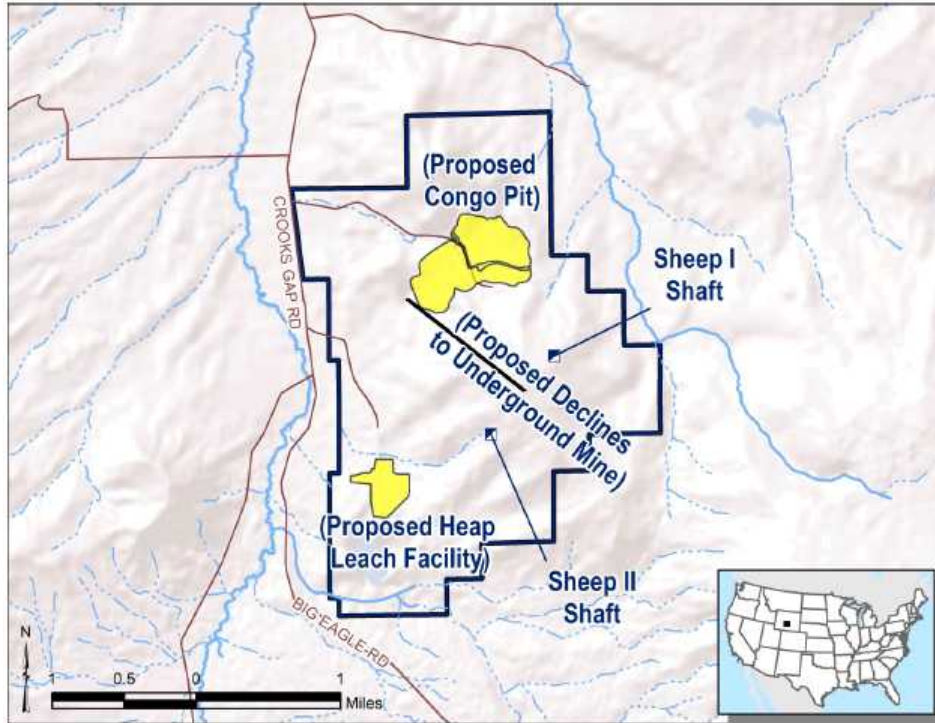 (Proposed
Congo Pit)
CROOKS GAP RD
Sheep I
Shaft
(Proposed Declines
to Underground Mine)
(Proposed Heap
Leach Facility)
Sheep II
Shaft
BIG EAGLE RD
N
1 0.5 0 1
Miles